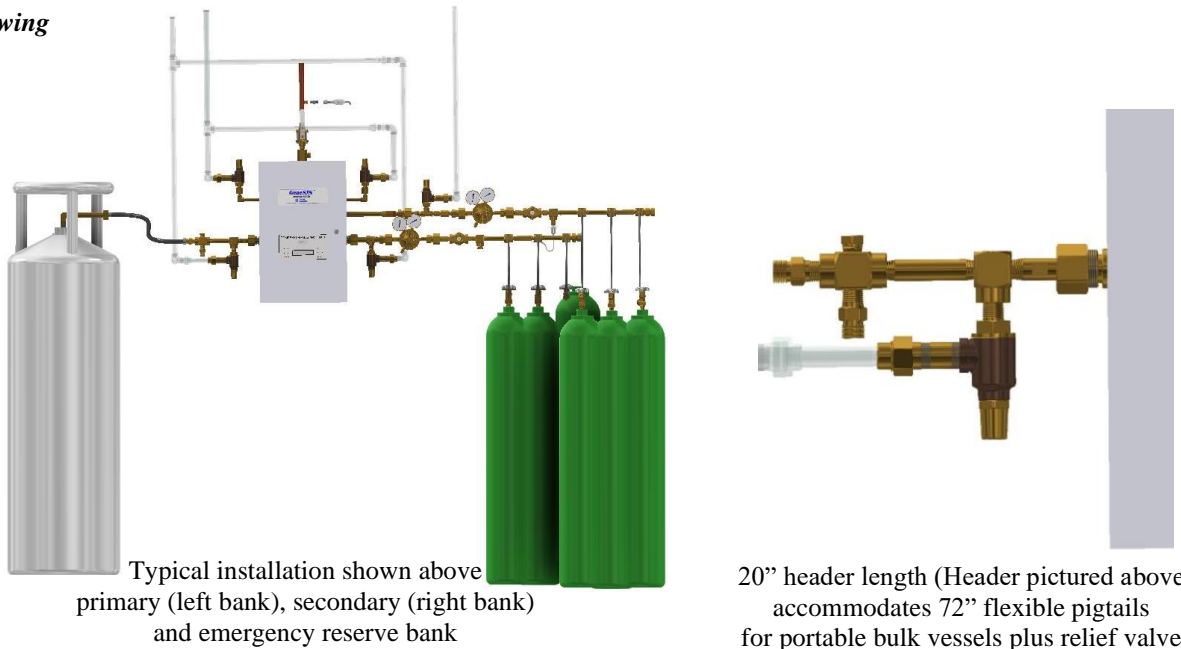 wing
Typical installation shown above
primary (left bank), secondary (right bank)
and emergency reserve bank
20” header length (Header pictured above
accommodates 72” flexible pigtails
for portable bulk vessels plus relief valve